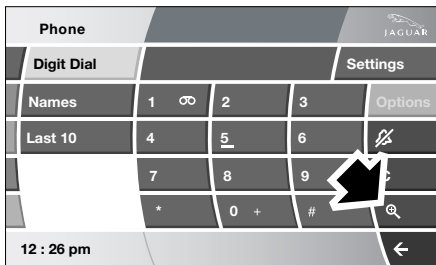 Phone
JAGUAR
Digit Dial
Settings
Names 1 2 3 Options
Last 10 4 5 6
7 8 9 C
* 0 + #
12 : 26 pm